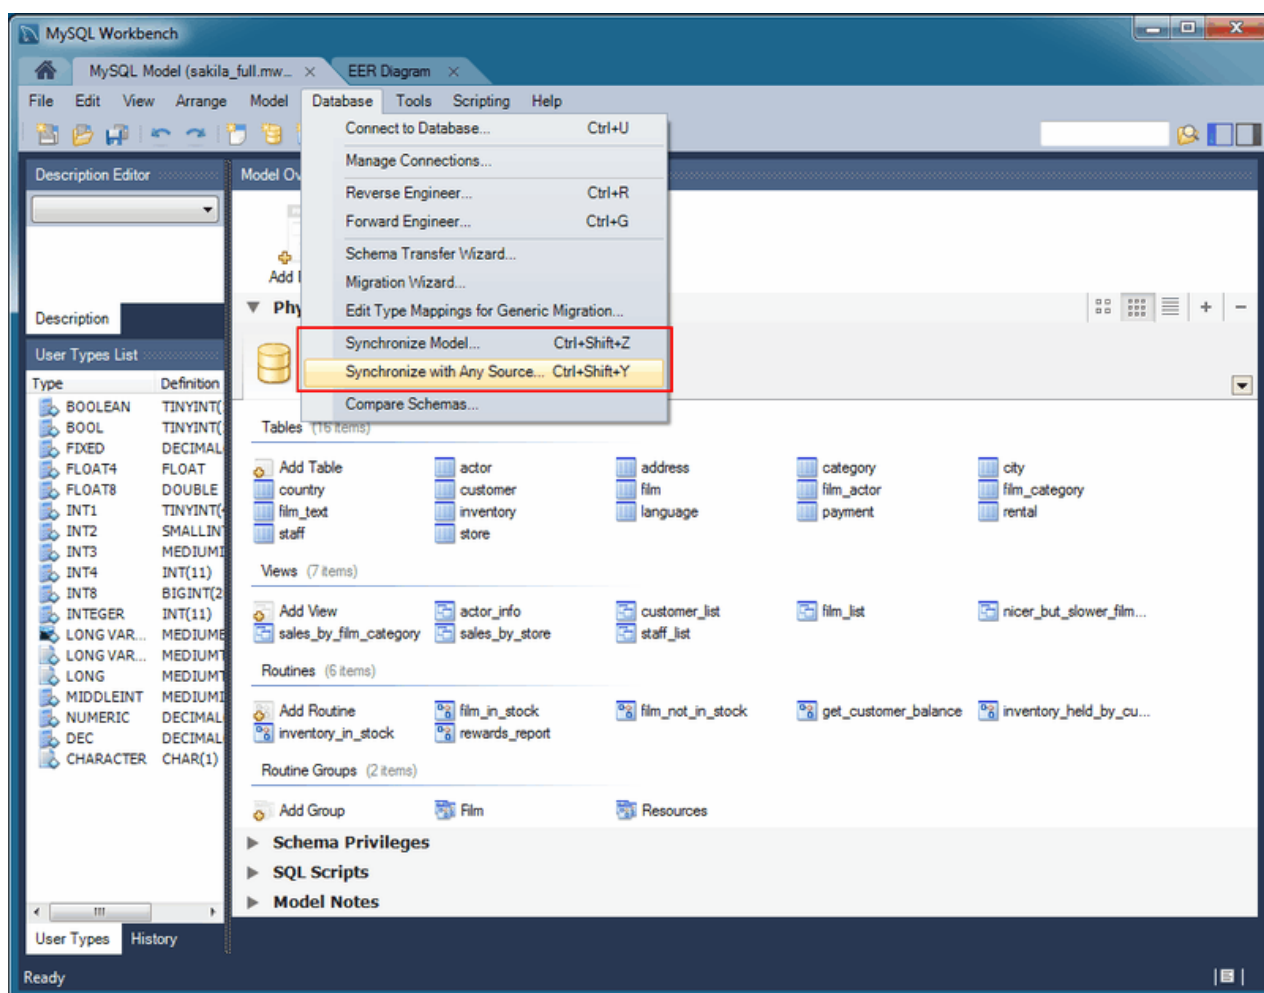 MySQL Workbench
MySQL Model (sakila_full.mw... EER Diagram
File Edit View Arrange Model Database Tools Scripting Help
Connect to Database... Ctrl+U
Manage Connections...
Reverse Engineer... Ctrl+R
Forward Engineer... Ctrl+G
Schema Transfer Wizard...
Migration Wizard...
Edit Type Mappings for Generic Migration...
Synchronize Model... Ctrl+Shift+Z
Synchronize with Any Source... Ctrl+Shift+Y
Compare Schemas...
Description Editor
Description
User Types List
Type Definition
BOOLEAN TINYINT(
BOOL TINYINT(
FIXED DECIMAL
FLOAT4 FLOAT
FLOAT8 DOUBLE
INT1 TINYINT(
INT2 SMALLIN
INT3 MEDIUMI
INT4 INT(11)
INT8 BIGINT(2
INTEGER INT(11)
LONG VAR... MEDIUMB
LONG VAR... MEDIUMT
LONG MEDIUMT
MIDDLEINT MEDIUMI
NUMERIC DECIMAL
DEC DECIMAL
CHARACTER CHAR(1)
User Types History
Model Ov
Add
Phy
Tables (16 items)
Add Table actor address category city
country customer film film_actor film_category
film_text inventory language payment rental
staff store
Views (7 items)
Add View actor_info customer_list film_list nicer_but_slower_film...
sales_by_film_category sales_by_store staff_list
Routines (6 items)
Add Routine film_in_stock film_not_in_stock get_customer_balance inventory_held_by_cu...
inventory_in_stock rewards_report
Routine Groups (2 items)
Add Group Film Resources
Schema Privileges
SQL Scripts
Model Notes
Ready